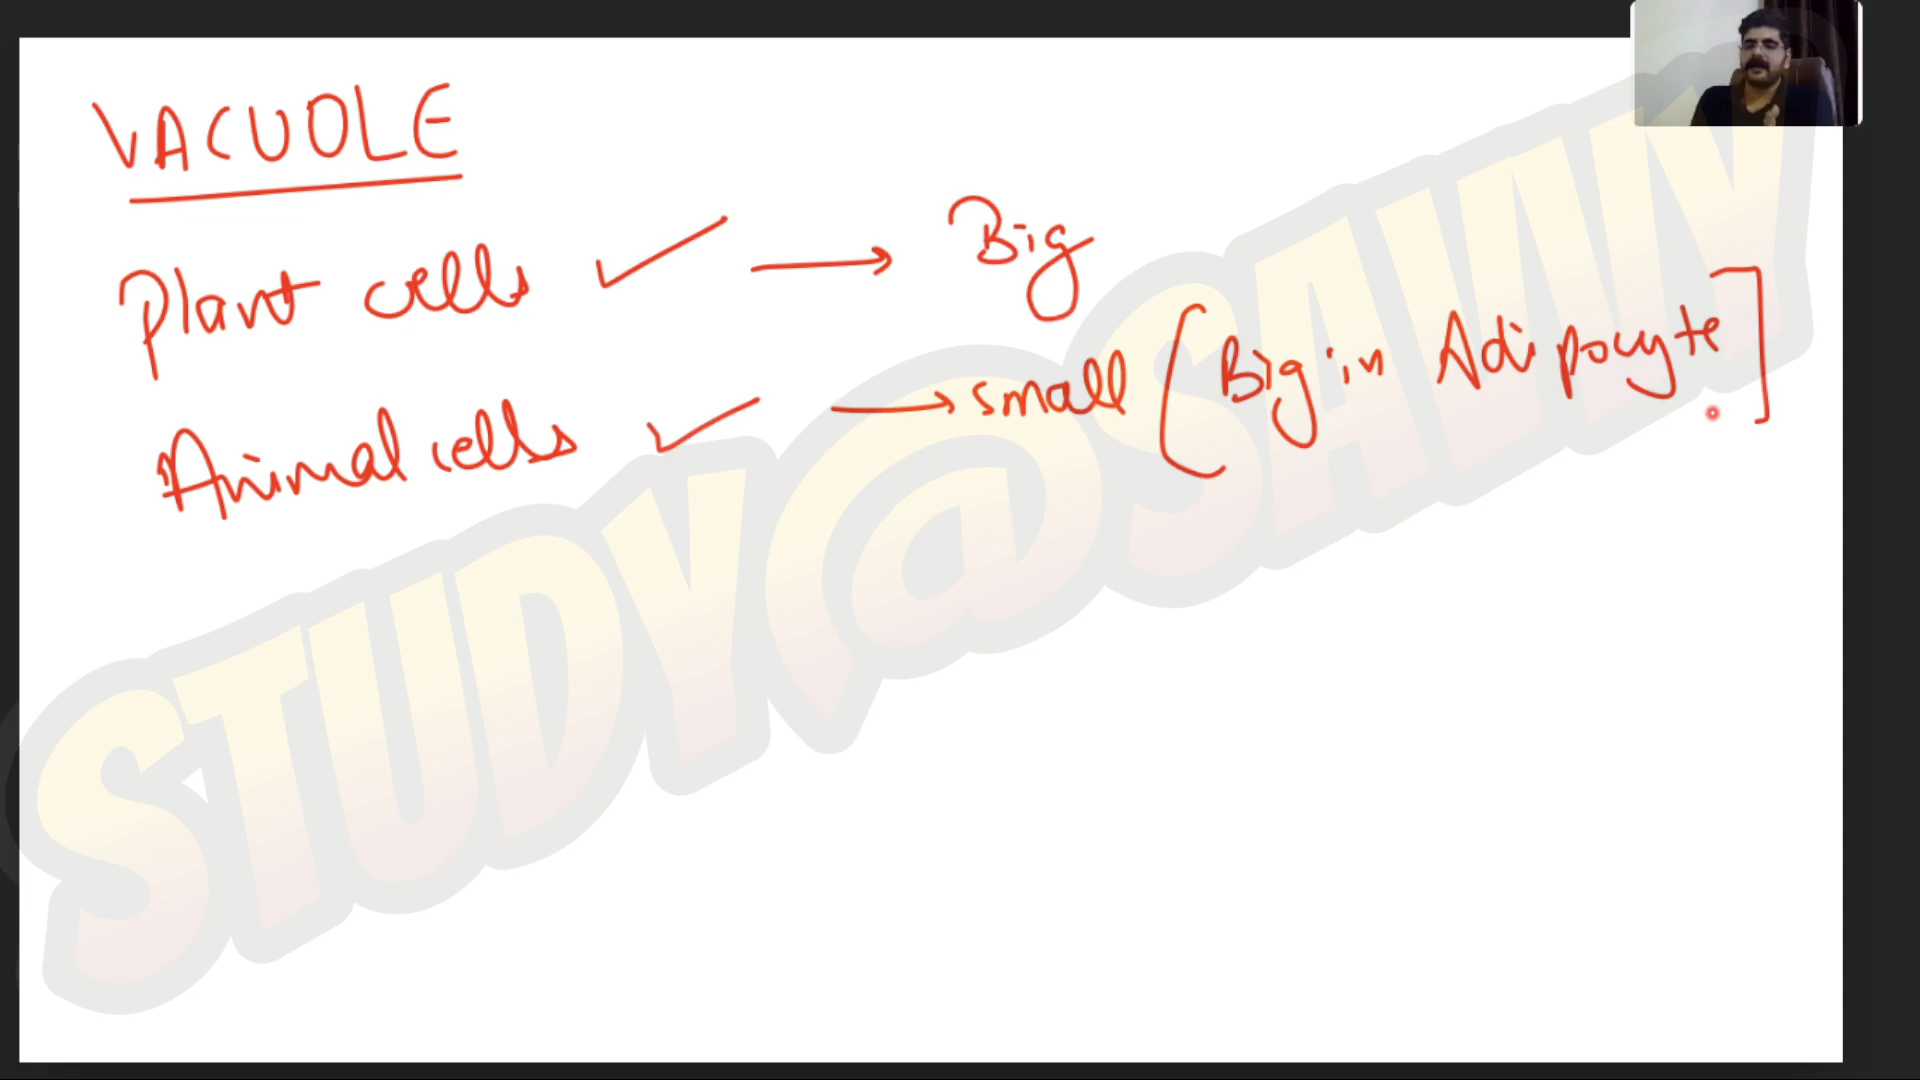 VACUOLE
Plant cells ✓ → Big
Animal cells ✓ → small [Big in Adipocyte]
STUDY@SAVVY